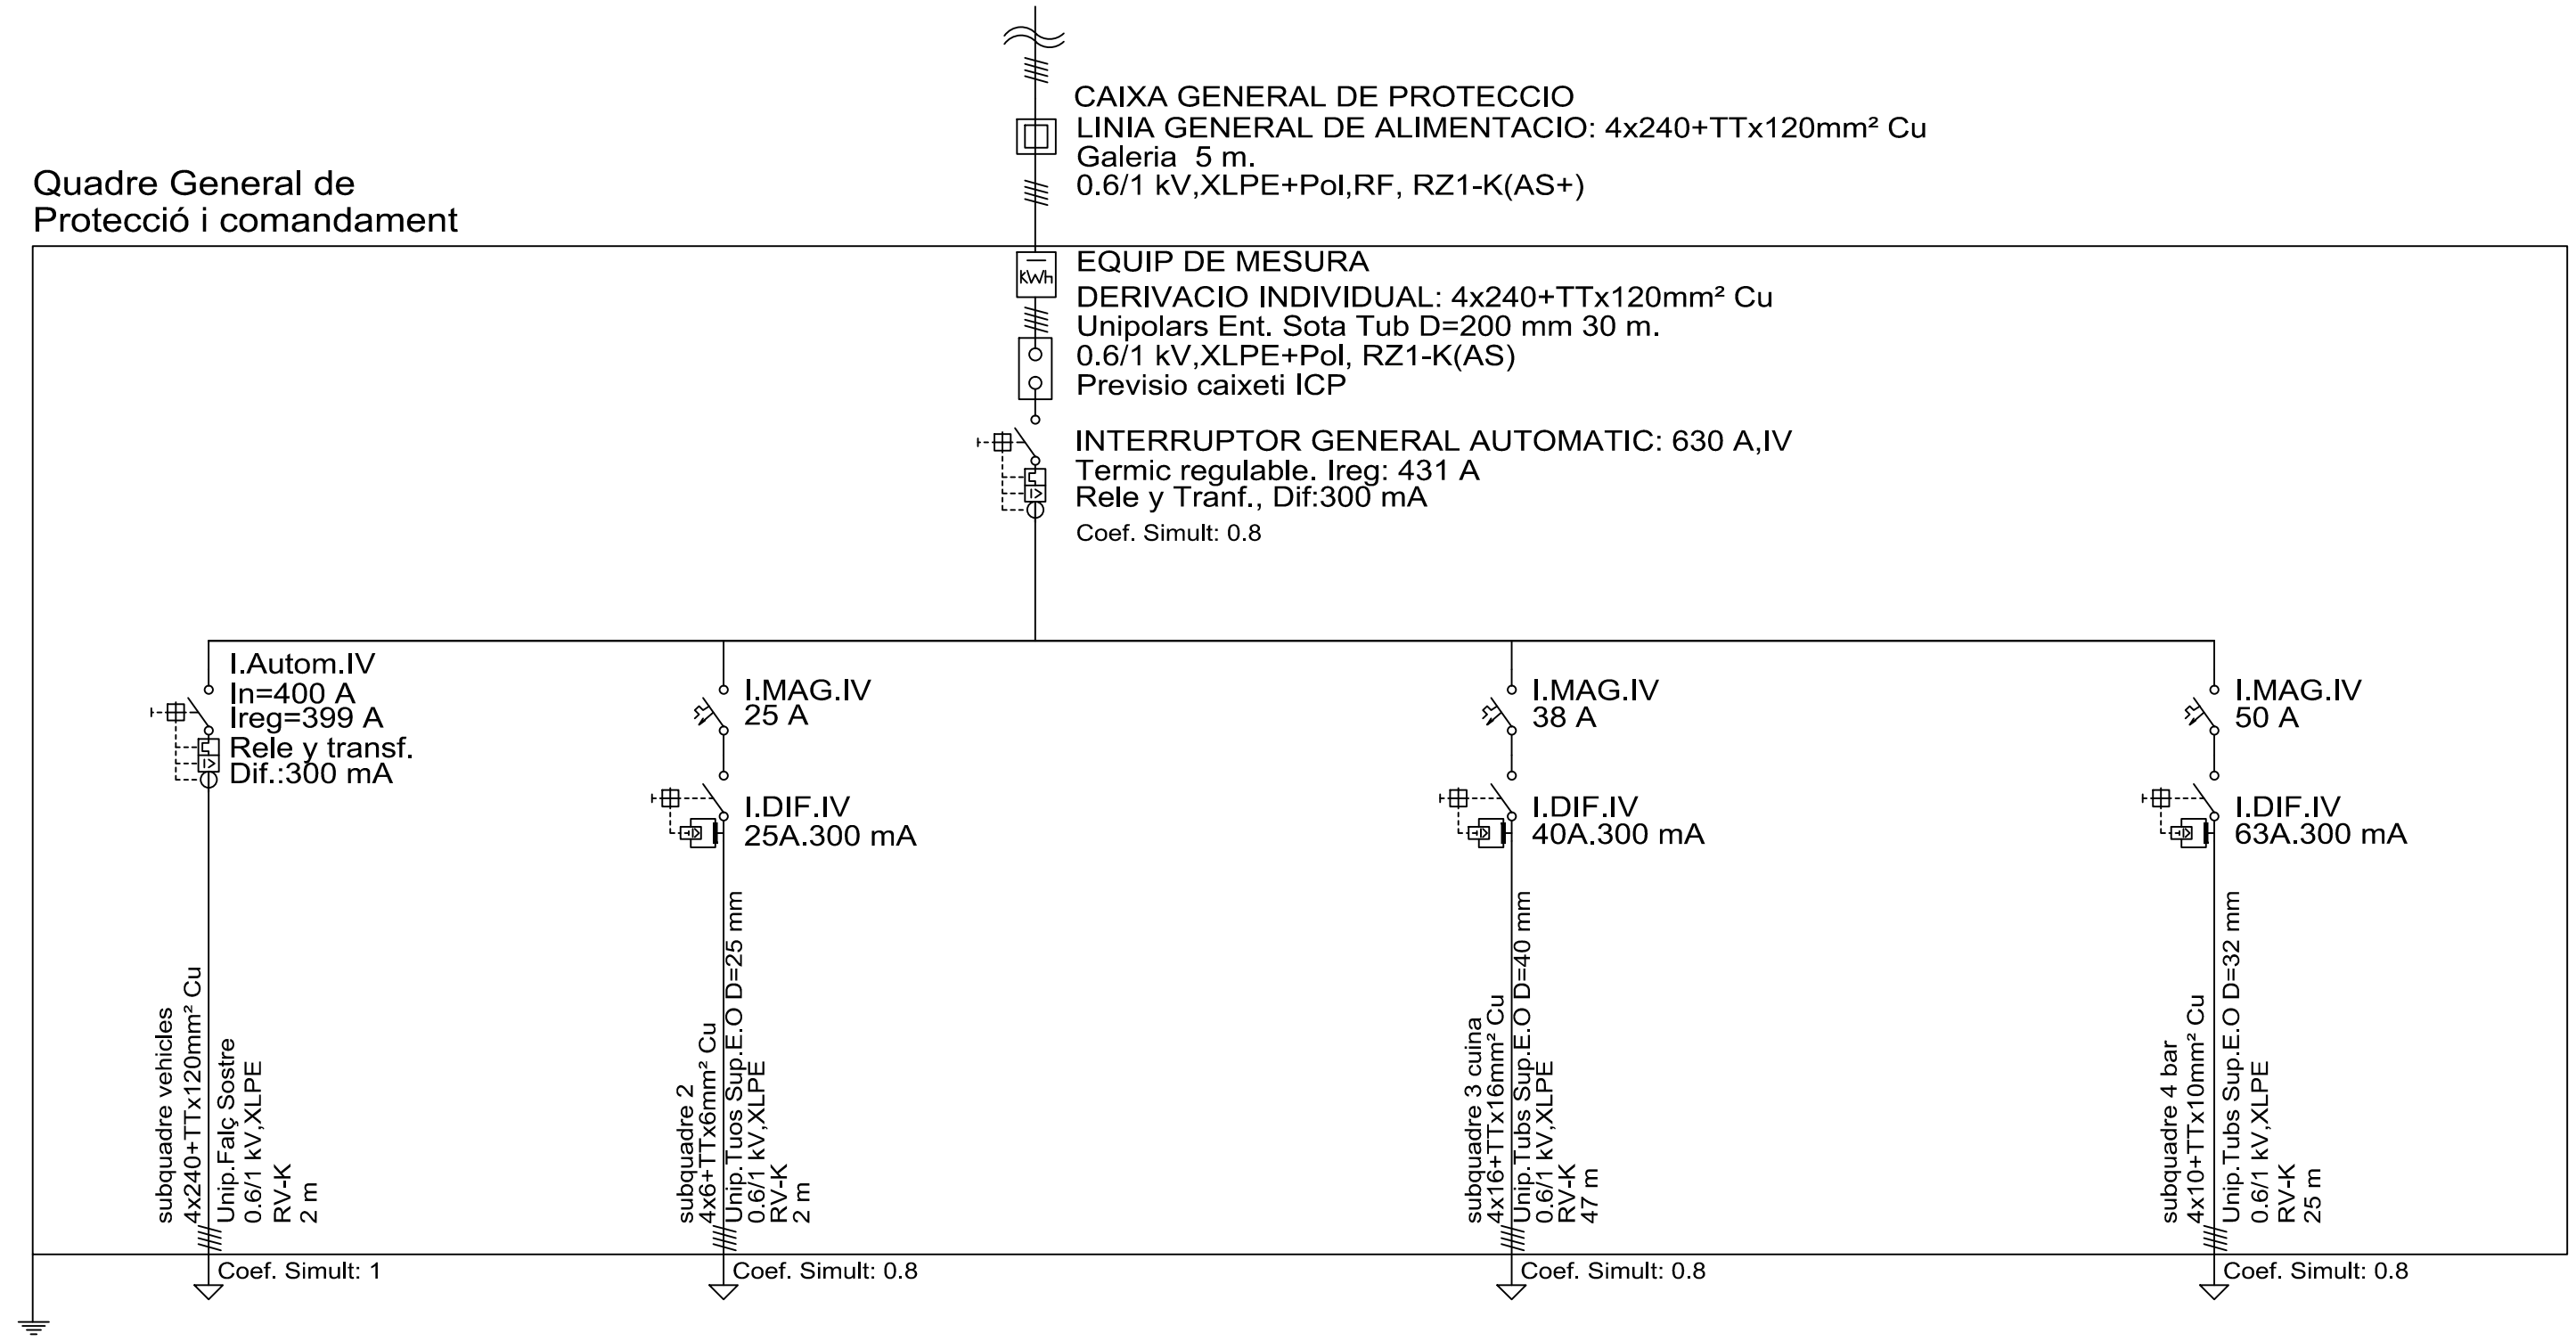 CAIXA GENERAL DE PROTECCIO
LINIA GENERAL DE ALIMENTACIO: 4x240+TTx120mm² Cu
Galeria 5 m.
0.6/1 kV,XLPE+Pol,RF, RZ1-K(AS+)
Quadre General de
Protecció i comandament
KWh
EQUIP DE MESURA
DERIVACIO INDIVIDUAL: 4x240+TTx120mm² Cu
Unipolars Ent. Sota Tub D=200 mm 30 m.
0.6/1 kV,XLPE+Pol, RZ1-K(AS)
Previsio caixeti ICP
INTERRUPTOR GENERAL AUTOMATIC: 630 A,IV
Termic regulable. Ireg: 431 A
Rele y Tranf., Dif:300 mA
Coef. Simult: 0.8
I.Autom.IV
In=400 A
Ireg=399 A
Rele y transf.
Dif.:300 mA
subquadre vehicles
4x240+TTx120mm² Cu
Unip.Falç Sostre
0.6/1 kV,XLPE
RV-K
2 m
Coef. Simult: 1
I.MAG.IV
25 A
I.DIF.IV
25A.300 mA
subquadre 2
4x6+TTx6mm² Cu
Unip.Tuos Sup.E.O D=25 mm
0.6/1 kV,XLPE
RV-K
2 m
Coef. Simult: 0.8
I.MAG.IV
38 A
I.DIF.IV
40A.300 mA
subquadre 3 cuina
4x16+TTx16mm² Cu
Unip.Tubs Sup.E.O D=40 mm
0.6/1 kV,XLPE
RV-K
47 m
Coef. Simult: 0.8
I.MAG.IV
50 A
I.DIF.IV
63A.300 mA
subquadre 4 bar
4x10+TTx10mm² Cu
Unip.Tubs Sup.E.O D=32 mm
0.6/1 kV,XLPE
RV-K
25 m
Coef. Simult: 0.8